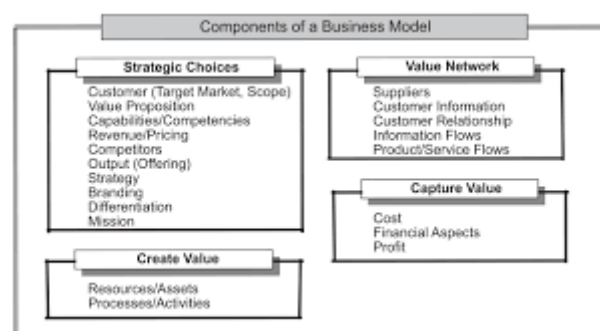 Components of a Business Model
Strategic Choices
Customer (Target Market, Scope)
Value Proposition
Capabilities/Competencies
Revenue/Pricing
Competitors
Output (Offering)
Strategy
Branding
Differentiation
Mission
Create Value
Resources/Assets
Processes/Activities
Value Network
Suppliers
Customer Information
Customer Relationship
Information Flows
Product/Service Flows
Capture Value
Cost
Financial Aspects
Profit